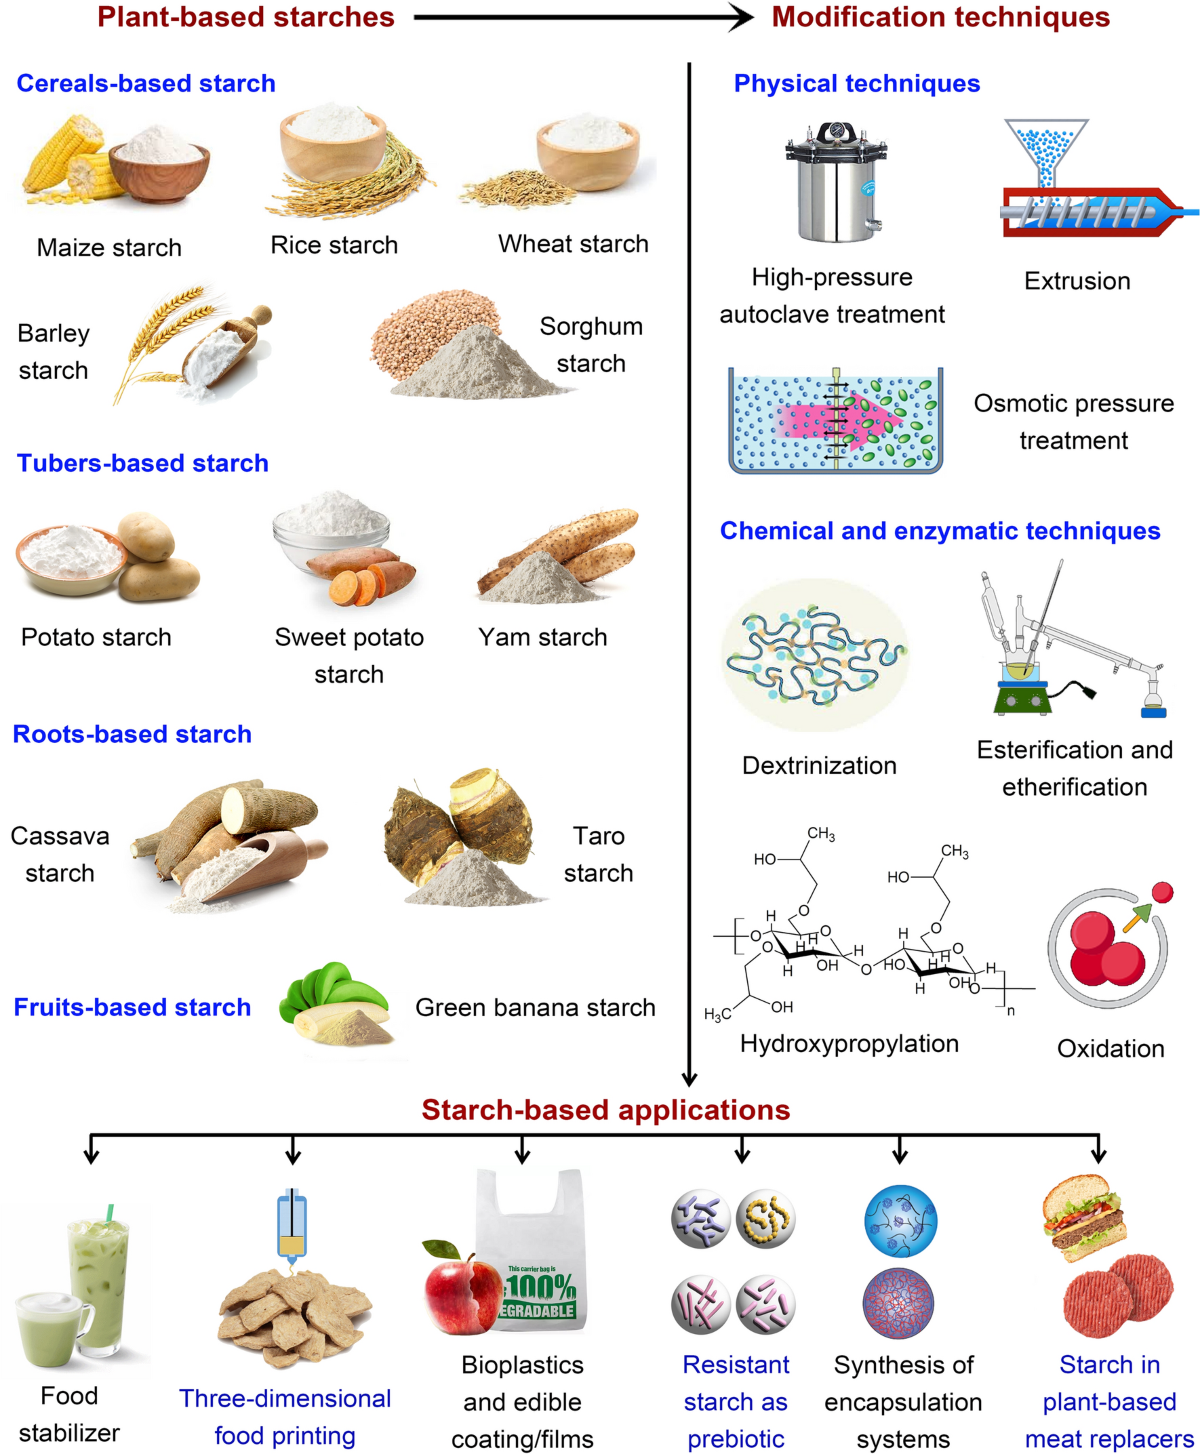 Plant-based starches
Modification techniques
Cereals-based starch
Maize starch
Rice starch
Wheat starch
Barley
starch
Sorghum
starch
Tubers-based starch
Potato starch
Sweet potato
starch
Yam starch
Roots-based starch
Cassava
starch
Taro
starch
Fruits-based starch
Green banana starch
Physical techniques
High-pressure
autoclave treatment
Extrusion
Osmotic pressure
treatment
Chemical and enzymatic techniques
Dextrinization
Esterification and
etherification
CH₃
HO
O
O
H
O
H
H
O
H
OH
H
O
OH
H₃C
O
CH₃
HO
O
H
O
H
H
HO
H
OH
H
O
n
Hydroxypropylation
Oxidation
Starch-based applications
Food
stabilizer
Three-dimensional
food printing
This carrier bag is
100%
EGRADABLE
Bioplastics
and edible
coating/films
Resistant
starch as
prebiotic
Synthesis of
encapsulation
systems
Starch in
plant-based
meat replacers